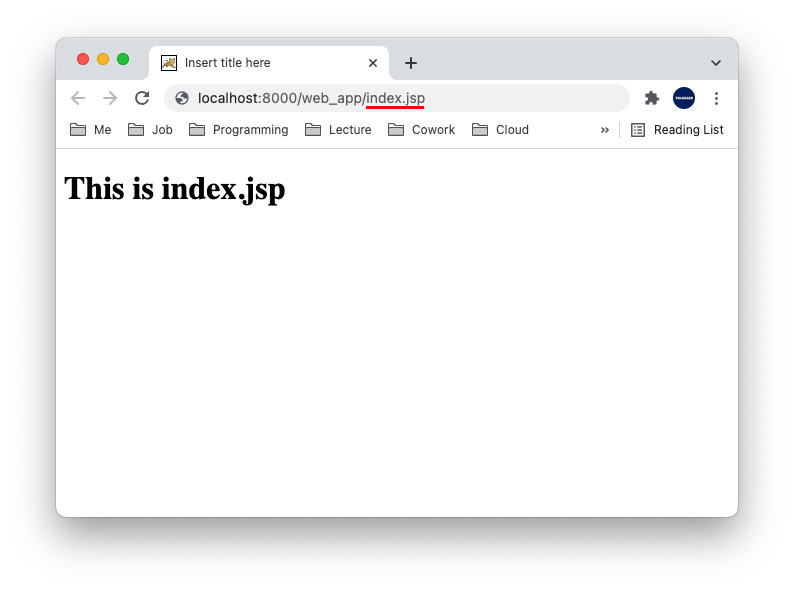 Insert title here
localhost:8000/web_app/index.jsp
Me Job Programming Lecture Cowork Cloud » Reading List
This is index.jsp